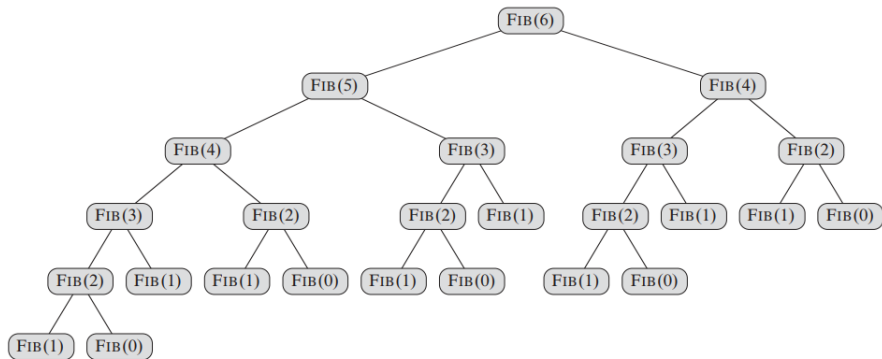 FIB(6)
FIB(5) FIB(4)
FIB(4) FIB(3) FIB(3) FIB(2)
FIB(3) FIB(2) FIB(2) FIB(1) FIB(2) FIB(1) FIB(1) FIB(0)
FIB(2) FIB(1) FIB(1) FIB(0) FIB(1) FIB(0) FIB(1) FIB(0)
FIB(1) FIB(0)